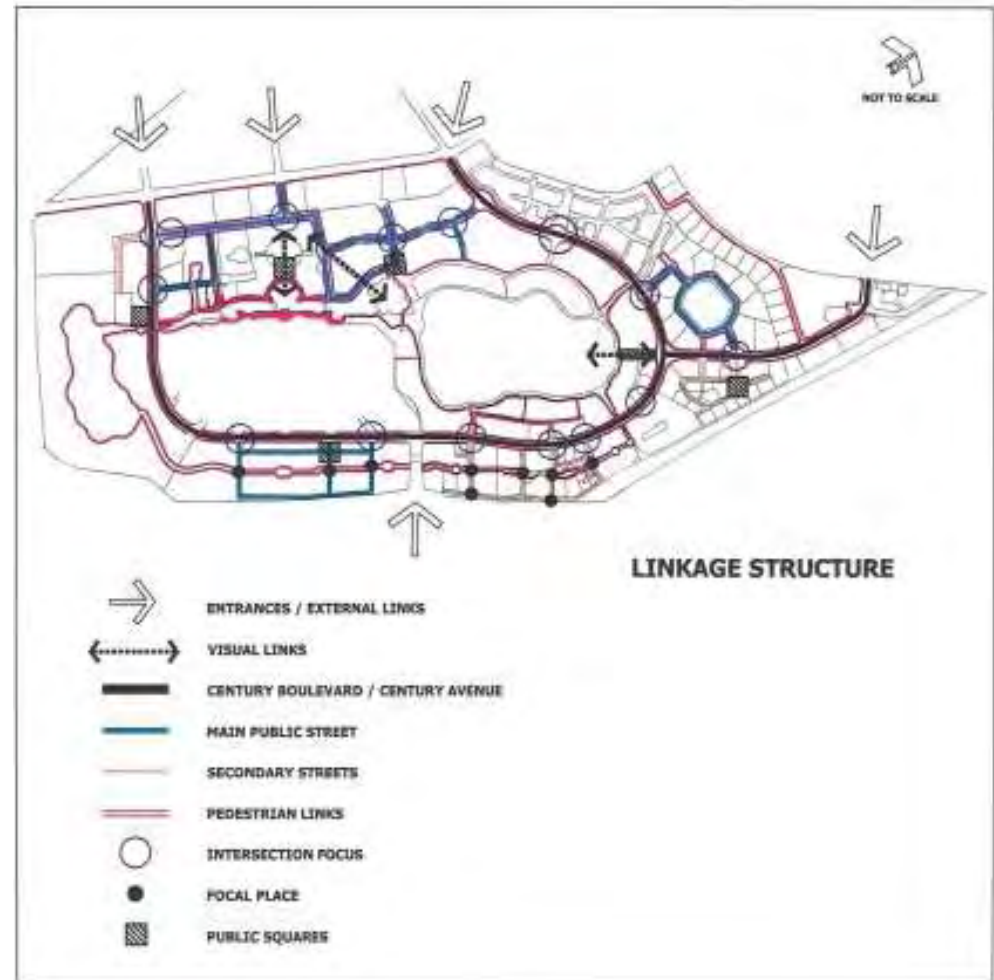 NOT TO SCALE
LINKAGE STRUCTURE
ENTRANCES / EXTERNAL LINKS
VISUAL LINKS
CENTURY BOULEVARD / CENTURY AVENUE
MAIN PUBLIC STREET
SECONDARY STREETS
PEDESTRIAN LINKS
INTERSECTION FOCUS
FOCAL PLACE
PUBLIC SQUARES